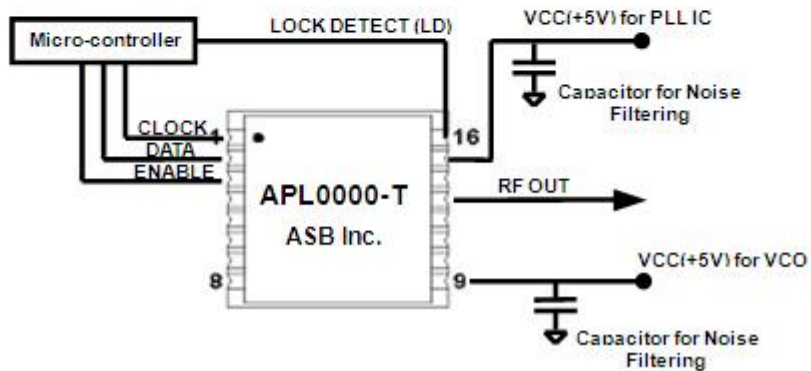 VCC(+5V) for PLL IC
Micro-controller
LOCK DETECT (LD)
Capacitor for Noise
Filtering
CLOCK
1
16
DATA
ENABLE
APL0000-T
RF OUT
ASB Inc.
VCC(+5V) for VCO
8
9
Capacitor for Noise
Filtering